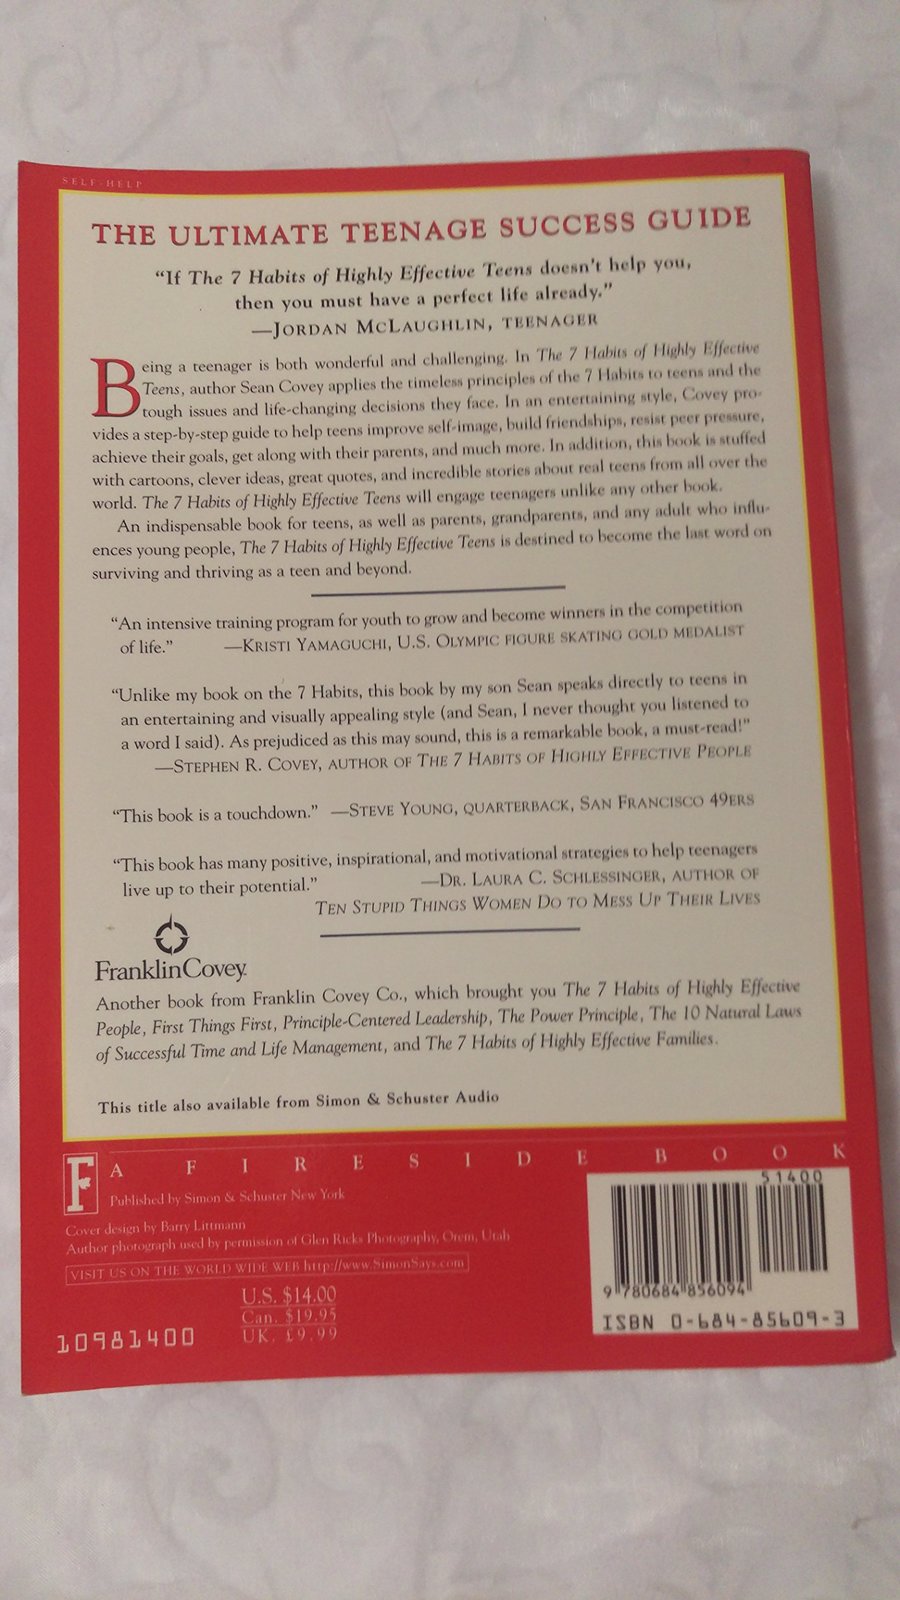 SELF-HELP
THE ULTIMATE TEENAGE SUCCESS GUIDE
“If The 7 Habits of Highly Effective Teens doesn't help you,
then you must have a perfect life already.”
—JORDAN MCLAUGHLIN, TEENAGER
Being a teenager is both wonderful and challenging. In The 7 Habits of Highly Effective
Teens, author Sean Covey applies the timeless principles of the 7 Habits to teens and the
tough issues and life-changing decisions they face. In an entertaining style, Covey pro-
vides a step-by-step guide to help teens improve self-image, build friendships, resist peer pressure,
achieve their goals, get along with their parents, and much more. In addition, this book is stuffed
with cartoons, clever ideas, great quotes, and incredible stories about real teens from all over the
world. The 7 Habits of Highly Effective Teens will engage teenagers unlike any other book.
An indispensable book for teens, as well as parents, grandparents, and any adult who influ-
ences young people, The 7 Habits of Highly Effective Teens is destined to become the last word on
surviving and thriving as a teen and beyond.
“An intensive training program for youth to grow and become winners in the competition
of life.” —KRISTI YAMAGUCHI, U.S. OLYMPIC FIGURE SKATING GOLD MEDALIST
“Unlike my book on the 7 Habits, this book by my son Sean speaks directly to teens in
an entertaining and visually appealing style (and Sean, I never thought you listened to
a word I said). As prejudiced as this may sound, this is a remarkable book, a must-read!”
—STEPHEN R. COVEY, AUTHOR OF THE 7 HABITS OF HIGHLY EFFECTIVE PEOPLE
“This book is a touchdown.” —STEVE YOUNG, QUARTERBACK, SAN FRANCISCO 49ERS
“This book has many positive, inspirational, and motivational strategies to help teenagers
live up to their potential.” —DR. LAURA C. SCHLESSINGER, AUTHOR OF
TEN STUPID THINGS WOMEN DO TO MESS UP THEIR LIVES
FranklinCovey
Another book from Franklin Covey Co., which brought you The 7 Habits of Highly Effective
People, First Things First, Principle-Centered Leadership, The Power Principle, The 10 Natural Laws
of Successful Time and Life Management, and The 7 Habits of Highly Effective Families.
This title also available from Simon & Schuster Audio
F A FIRESIDE BOOK
Published by Simon & Schuster New York
Cover design by Barry Littmann
Author photograph used by permission of Glen Ricks Photography, Orem, Utah
VISIT US ON THE WORLD WIDE WEB http://www.SimonSays.com
U.S. $14.00
Can. $19.95
UK. £9.99
10981400
51400
9 780684 856094
ISBN 0-684-85609-3